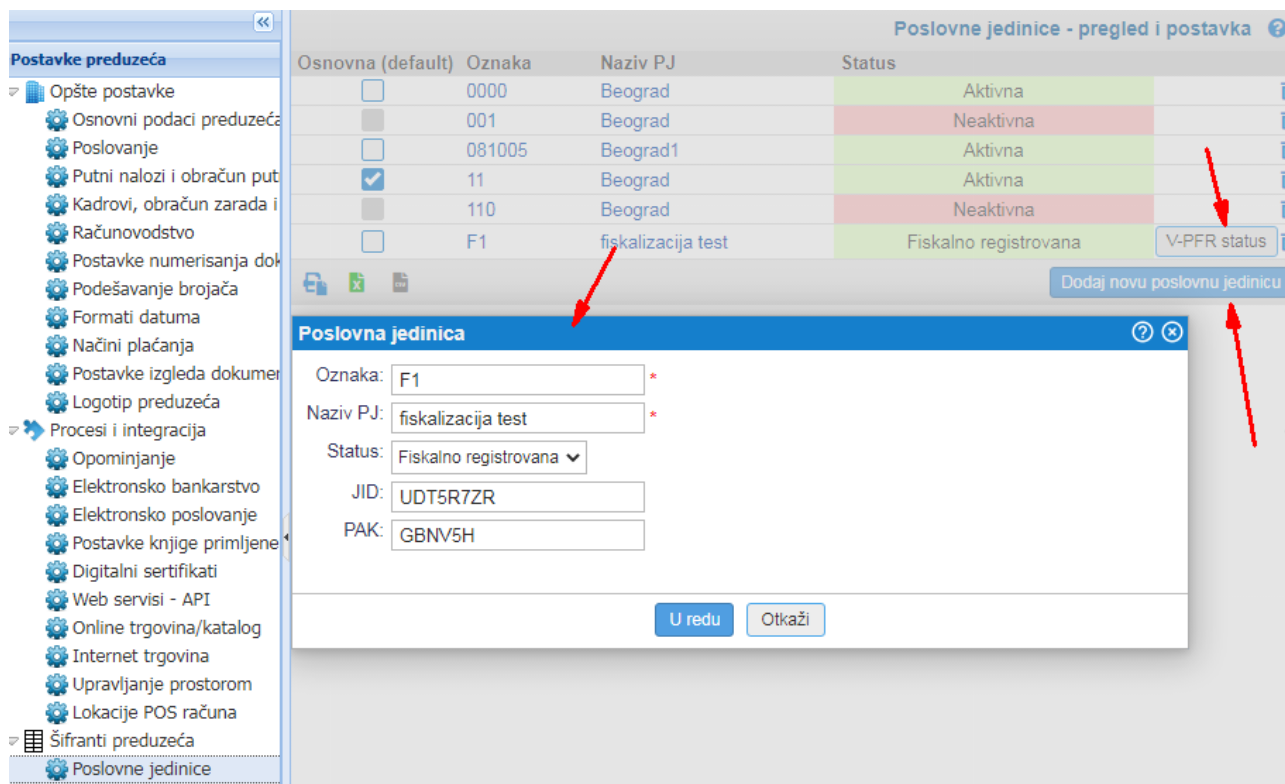 Postavke preduzeća
Opšte postavke
Osnovni podaci preduzeća
Poslovanje
Putni nalozi i obračun put
Kadrovi, obračun zarada i
Računovodstvo
Postavke numerisanja dok
Podešavanje brojača
Formati datuma
Načini plaćanja
Postavke izgleda dokumen
Logotip preduzeća
Procesi i integracija
Opominjanje
Elektronsko bankarstvo
Elektronsko poslovanje
Postavke knjige primljene
Digitalni sertifikati
Web servisi - API
Online trgovina/katalog
Internet trgovina
Upravljanje prostorom
Lokacije POS računa
Šifranti preduzeća
Poslovne jedinice
Poslovne jedinice - pregled i postavka
Osnovna (default) Oznaka Naziv PJ Status
0000 Beograd Aktivna
001 Beograd Neaktivna
081005 Beograd1 Aktivna
11 Beograd Aktivna
110 Beograd Neaktivna
F1 fiskalizacija test Fiskalno registrovana V-PFR status
Dodaj novu poslovnu jedinicu
Poslovna jedinica
Oznaka: F1 *
Naziv PJ: fiskalizacija test *
Status: Fiskalno registrovana
JID: UDT5R7ZR
PAK: GBNV5H
U redu Otkaži